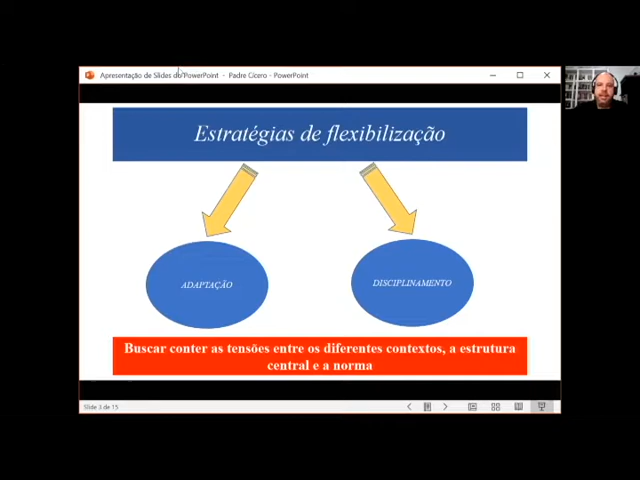 Apresentação de Slides do PowerPoint - Padre Cícero - PowerPoint
Estratégias de flexibilização
ADAPTAÇÃO
DISCIPLINAMENTO
Buscar conter as tensões entre os diferentes contextos, a estrutura
central e a norma
Slide 3 de 15